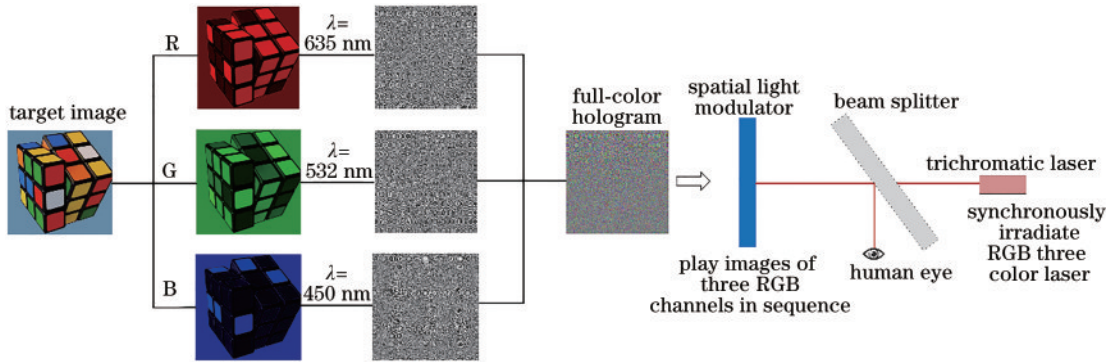 target image
R
λ=
635 nm
G
λ=
532 nm
B
λ=
450 nm
full-color
hologram
spatial light
modulator
play images of
three RGB
channels in sequence
beam splitter
human eye
trichromatic laser
synchronously
irradiate
RGB three
color laser